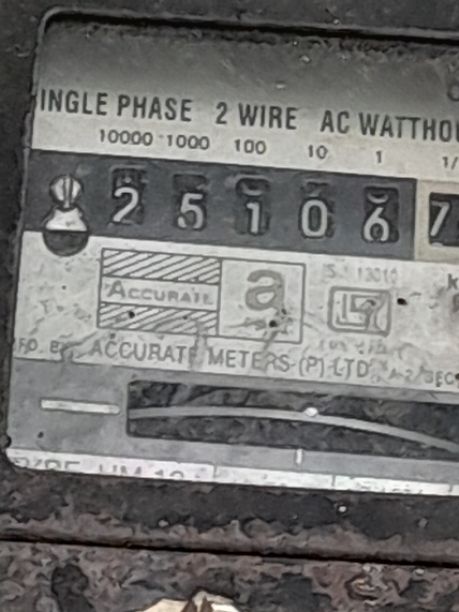 INGLE PHASE 2 WIRE AC WATTHOU
10000 1000 100 10 1 1/
2 5 1 0 6 7
ACCURATE a
k
ACCURATE METERS (P) LTD